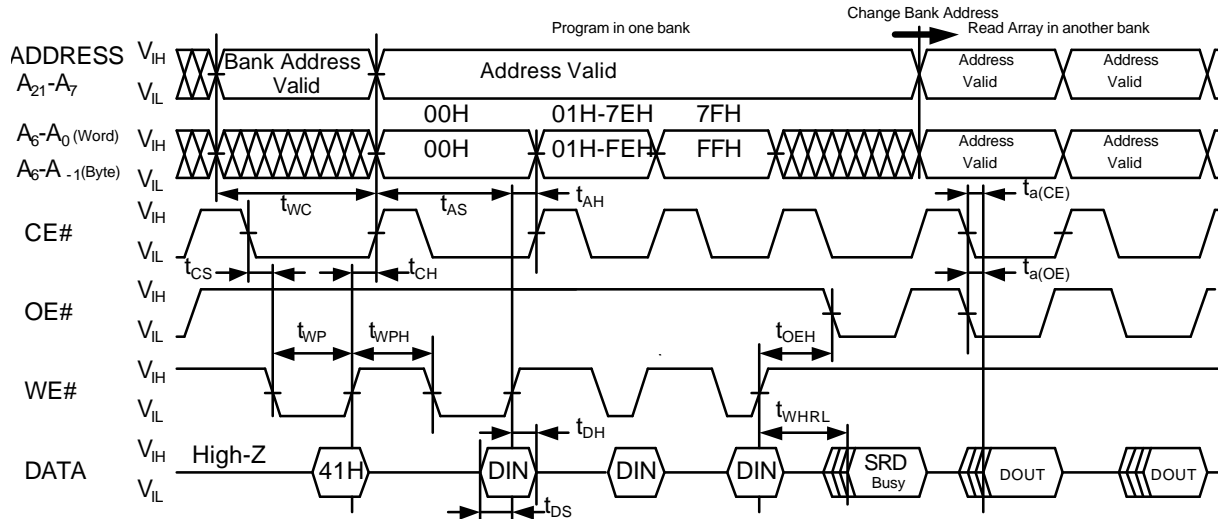 Program in one bank
Change Bank Address
Read Array in another bank
ADDRESS
A21-A7
VIH
VIL
Bank Address
Valid
Address Valid
Address
Valid
Address
Valid
00H 01H-7EH 7FH
A6-A0 (Word)
A6-A-1(Byte)
VIH
VIL
00H 01H-FEH FFH
Address
Valid
Address
Valid
tWC tAS tAH ta(CE)
CE#
VIH
VIL
tCS tCH ta(OE)
OE#
VIH
VIL
tWP tWPH tOEH
WE#
VIH
VIL
tWHRL
tDH
DATA
VIH
VIL
High-Z
41H DIN DIN DIN
SRD
Busy
DOUT DOUT
tDS